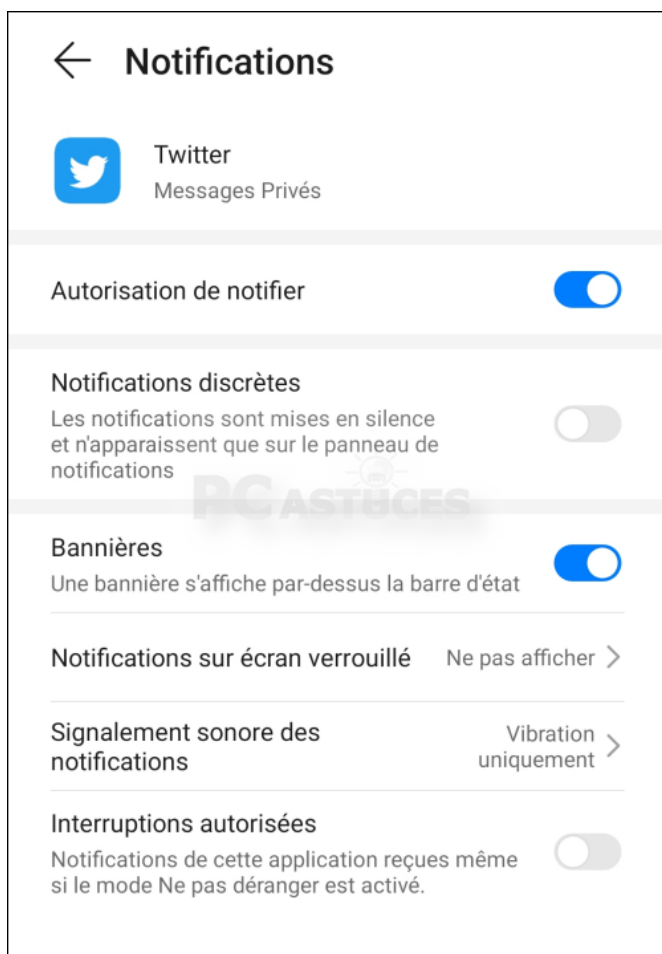 Notifications
Twitter
Messages Privés
Autorisation de notifier
Notifications discrètes
Les notifications sont mises en silence
et n'apparaissent que sur le panneau de
notifications
PC ASTUCES
Bannières
Une bannière s'affiche par-dessus la barre d'état
Notifications sur écran verrouillé Ne pas afficher
Signalement sonore des
notifications
Vibration
uniquement
Interruptions autorisées
Notifications de cette application reçues même
si le mode Ne pas déranger est activé.